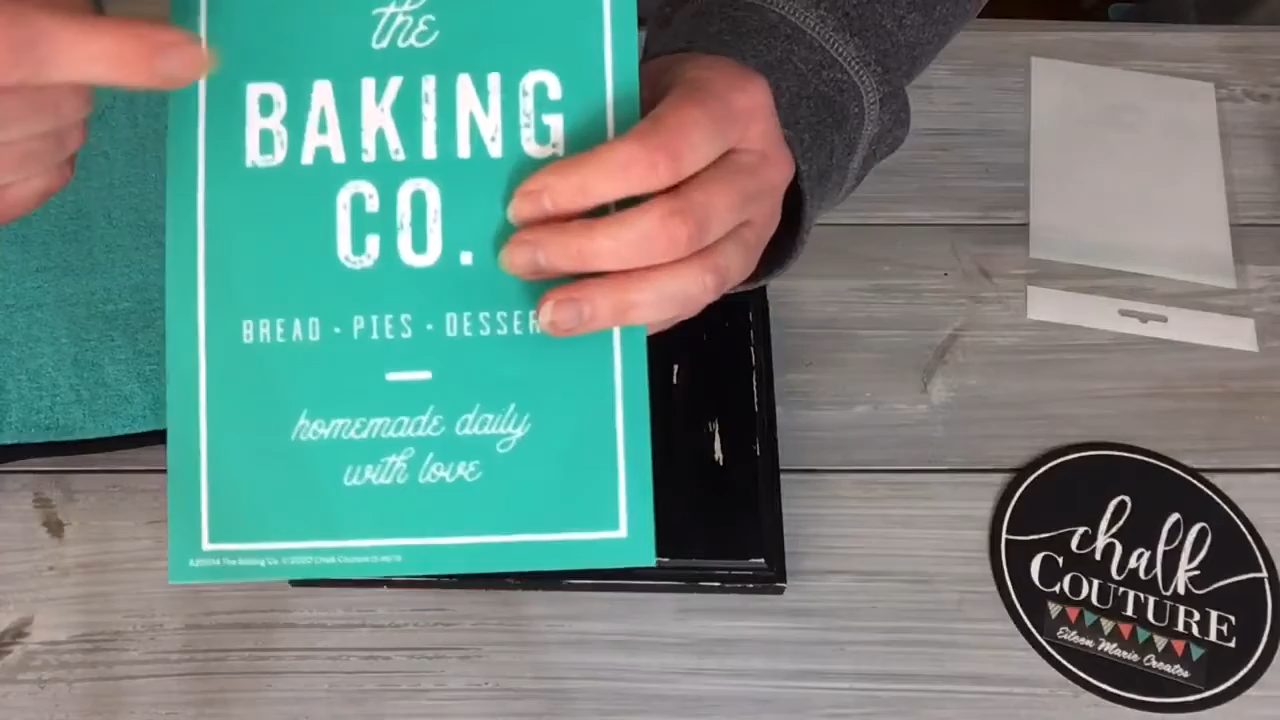 the
BAKING
CO.
BREAD • PIES • DESSER
homemade daily
with love
chalk
COUTURE
Eileen Marie Creates